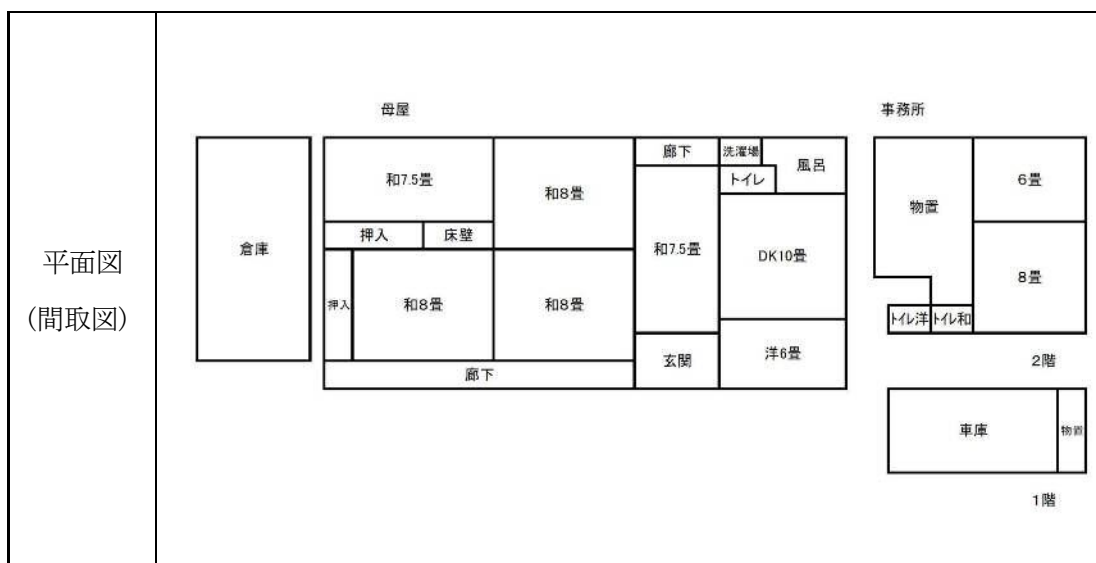 平面図
(間取図)
母屋
事務所
倉庫
和7.5畳
和8畳
廊下
洗濯場
風呂
トイレ
押入
床壁
和7.5畳
DK10畳
押入
和8畳
和8畳
廊下
玄関
洋6畳
物置
6畳
8畳
トイレ洋
トイレ和
2階
車庫
物置
1階